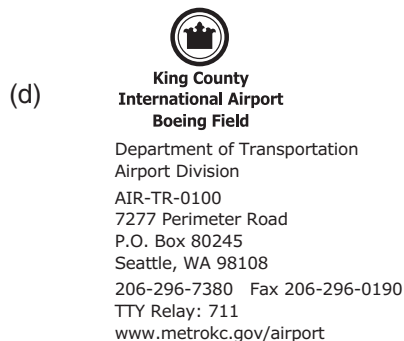 (d)
King County
International Airport
Boeing Field
Department of Transportation
Airport Division
AIR-TR-0100
7277 Perimeter Road
P.O. Box 80245
Seattle, WA 98108
206-296-7380 Fax 206-296-0190
TTY Relay: 711
www.metrokc.gov/airport